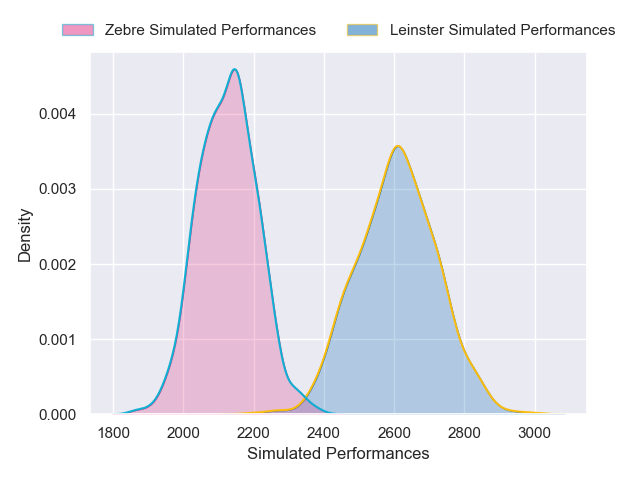 Zebre Simulated Performances
Leinster Simulated Performances
Density
0.004
0.003
0.002
0.001
0.000
1800 2000 2200 2400 2600 2800 3000
Simulated Performances